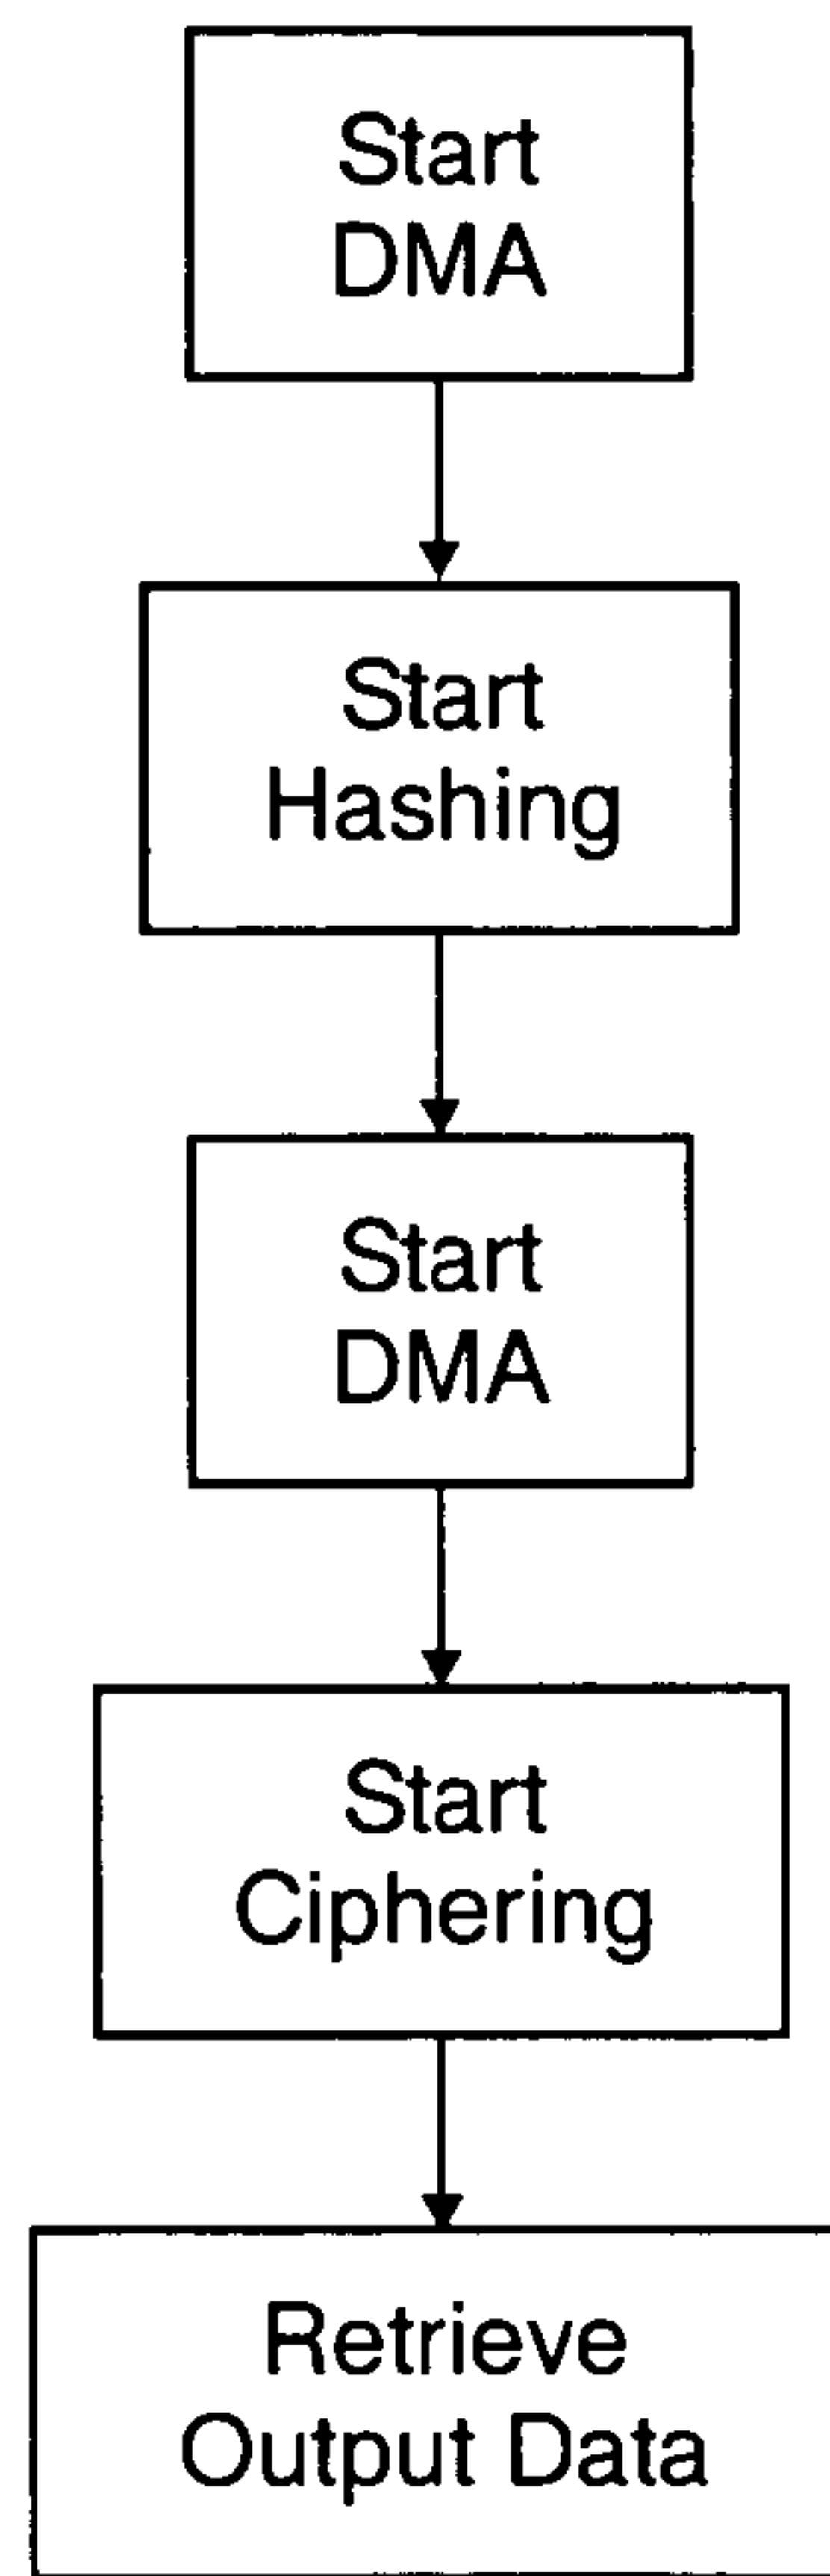 Start
DMA
Start
Hashing
Start
DMA
Start
Ciphering
Retrieve
Output Data